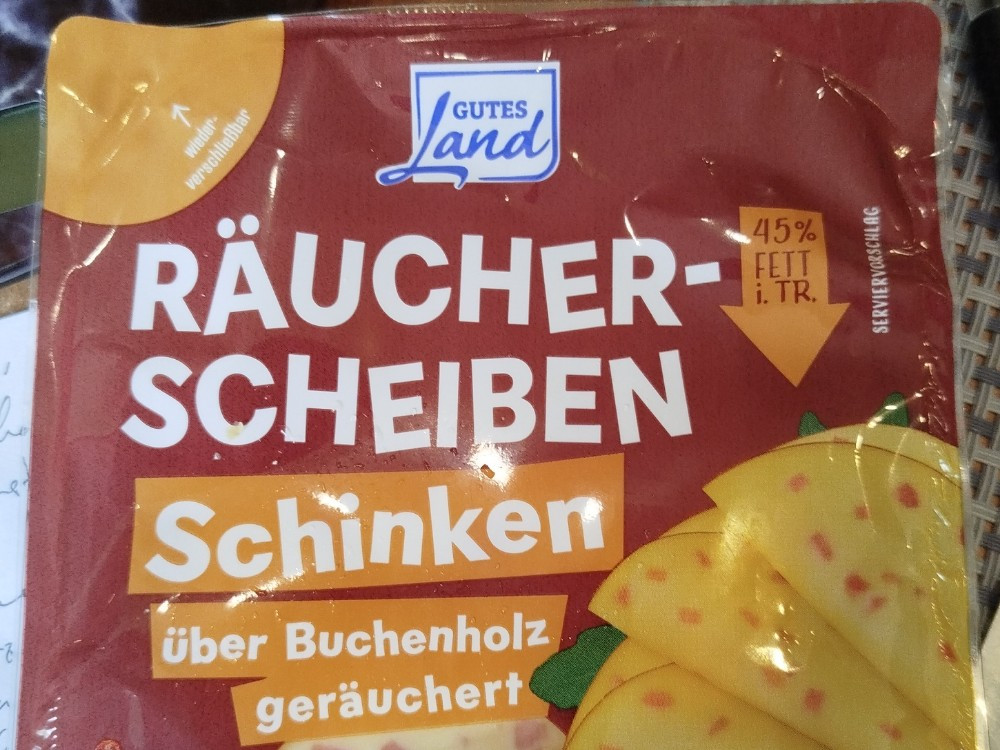 wieder-
verschließbar
GUTES
Land
RÄUCHER-
SCHEIBEN
45%
FETT
i. TR.
SERVIERVORSCHLAG
Schinken
über Buchenholz
geräuchert